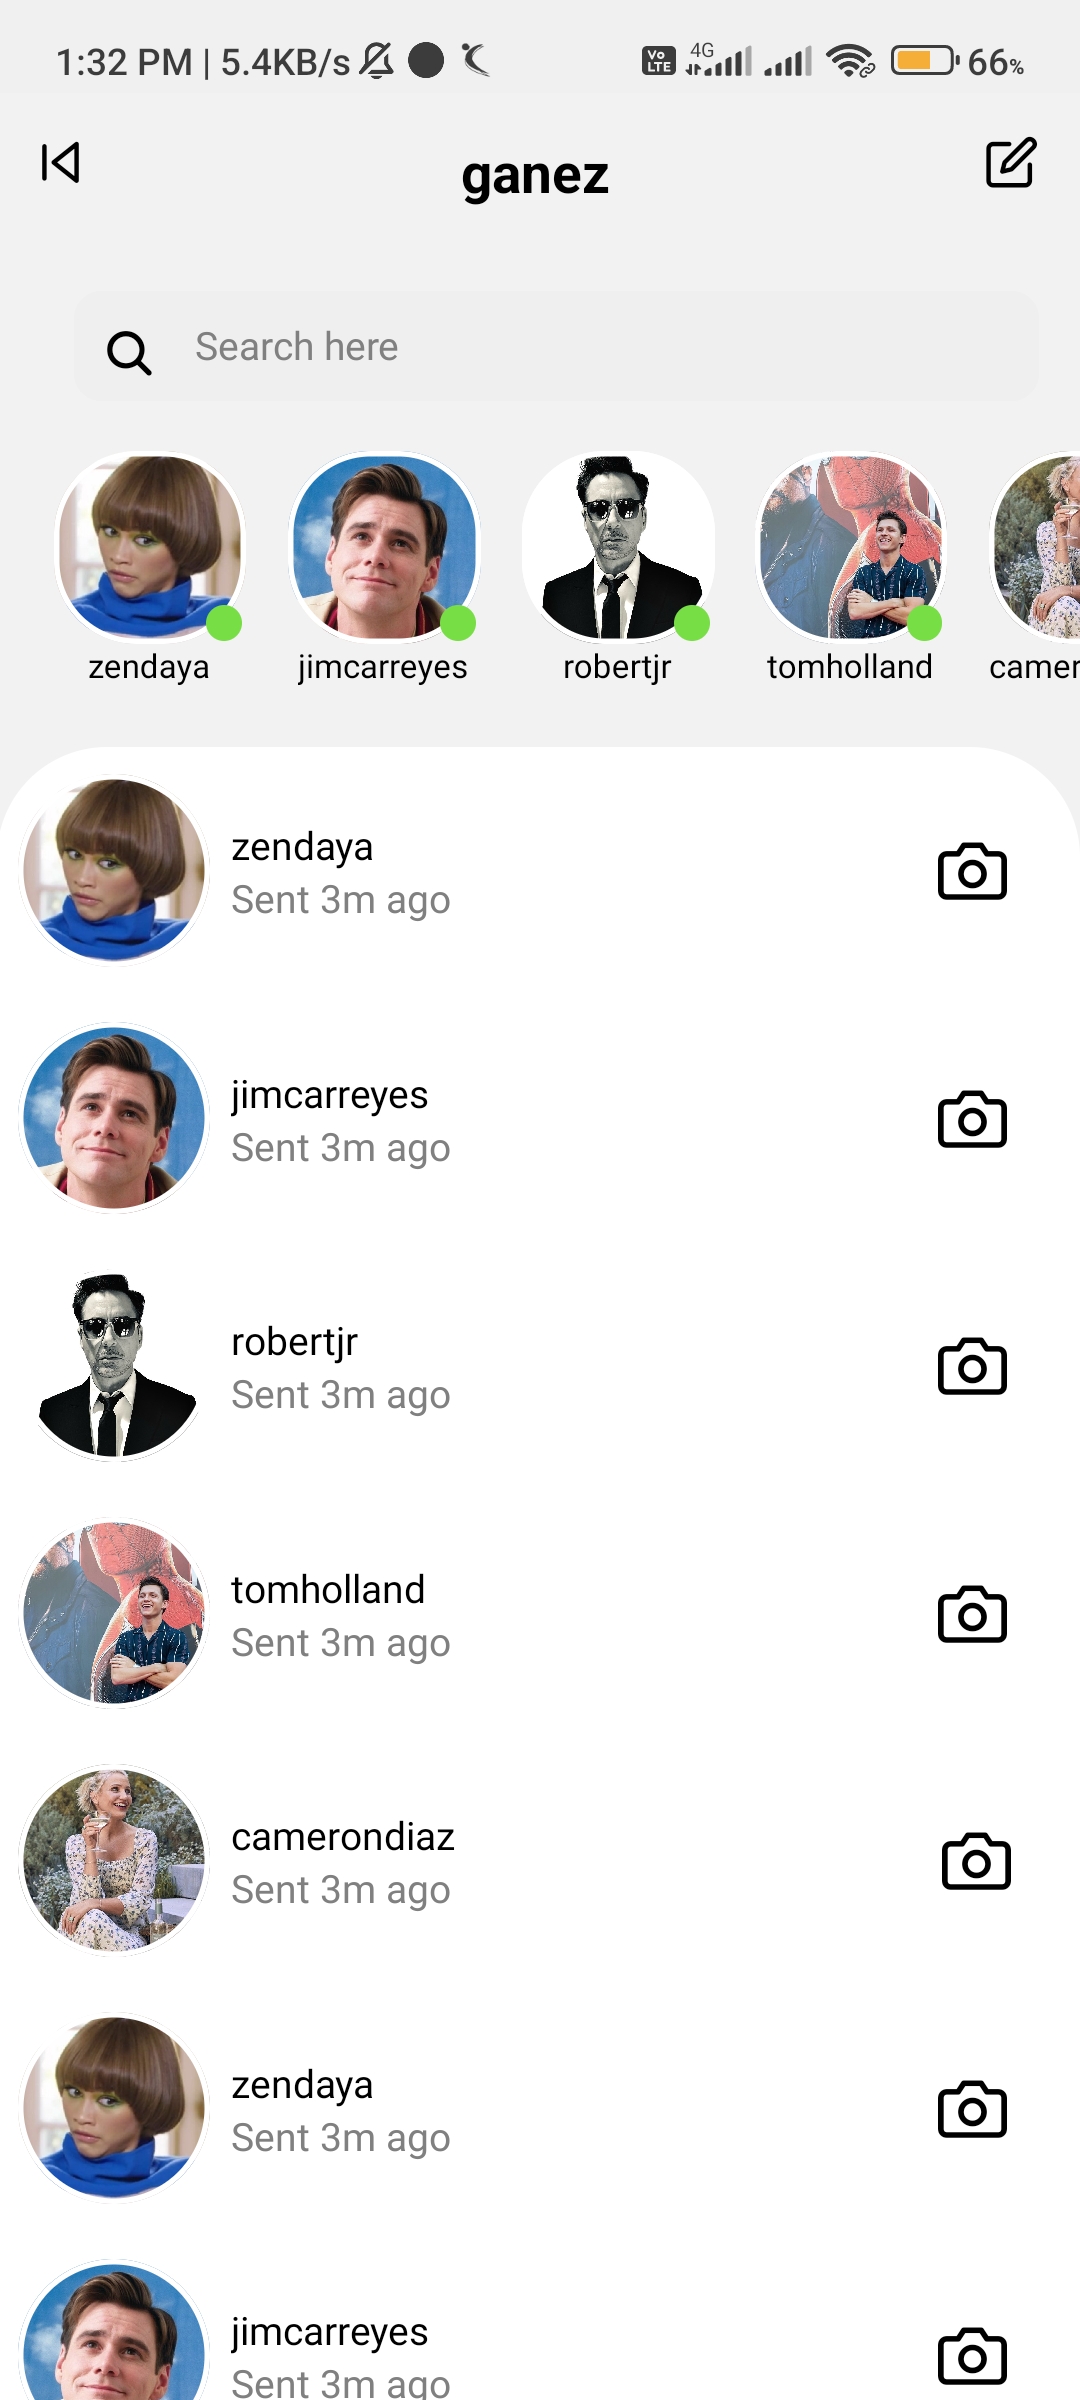 1:32 PM | 5.4KB/s Vo LTE 4G 66%
ganez
Search here
zendaya jimcarreyes robertjr tomholland camer
zendaya
Sent 3m ago
jimcarreyes
Sent 3m ago
robertjr
Sent 3m ago
tomholland
Sent 3m ago
camerondiaz
Sent 3m ago
zendaya
Sent 3m ago
jimcarreyes
Sent 3m ago